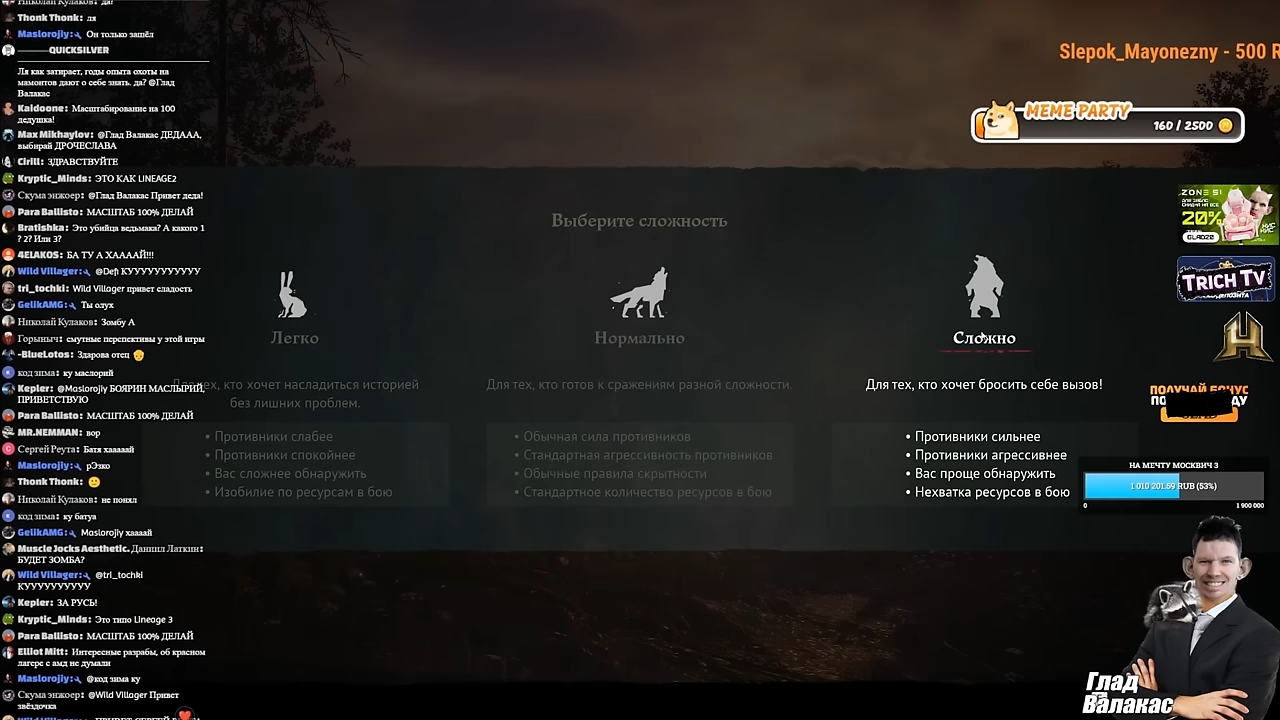 Николай Кулаков: да!
Thonk Thonk: ля
Maslorojiy: Он только зашёл
QUICKSILVER
Ля как затирает, годы опыта охоты на
мамонтов дают о себе знать. да? @Глад
Валакас
Kaidoone: Масштабирование на 100
дедушка!
Max Mikhaylov: @Глад Валакас ДЕДААА,
выбирай ДРОЧЕСЛАВА
Cirill: ЗДРАВСТВУЙТЕ
Kryptic_Minds: ЭТО КАК LINEAGE2
Скума энжоер: @Глад Валакас Привет деда!
Para Ballisto: МАСШТАБ 100% ДЕЛАЙ
Bratishka: Это убийца ведьмака? А какого 1
? 2? Или 3?
4ELAKOS: БА ТУ А ХАААЙ!!!
Wild Villager: @Deft КУУУУУУУУУУУ
tri_tochki: Wild Villager привет сладость
GelikAMG: Ты олух
Николай Кулаков: Зомбу А
Горыныч: смутные перспективы у этой игры
-BlueLotos: Здарова отец
код зима: ку маслорий
Kepler: @Maslorojiy БОЯРИН МАСЛЫРИЙ,
ПРИВЕТСТВУЮ
Para Ballisto: МАСШТАБ 100% ДЕЛАЙ
MR.NEMMAN: вор
Сергей Реута: Батя хааааай
Maslorojiy: рЭзко
Thonk Thonk:
Николай Кулаков: не понял
код зима: ку батуа
GelikAMG: Maslorojiy хаааай
Muscle Jocks Aesthetic. Даниил Латкин:
БУДЕТ ЗОМБА?
Wild Villager: @tri_tochki
КУУУУУУУУУУ
Kepler: ЗА РУСЬ!
Kryptic_Minds: Это типо Lineage 3
Para Ballisto: МАСШТАБ 100% ДЕЛАЙ
Elliot Mitt: Интересные разрабы, об красном
лагере с амд не думали
Maslorojiy: @код зима ку
Скума энжоер: @Wild Villager Привет
звёздочка
Slepok_Mayonezny - 500 R
MEME PARTY
160 / 2500
Выберите сложность
Легко
Для тех, кто хочет насладиться историей
без лишних проблем.
• Противники слабее
• Противники спокойнее
• Вас сложнее обнаружить
• Изобилие по ресурсам в бою
Нормально
Для тех, кто готов к сражениям разной сложности.
• Обычная сила противников
• Стандартная агрессивность противников
• Обычные правила скрытности
• Стандартное количество ресурсов в бою
Сложно
Для тех, кто хочет бросить себе вызов!
• Противники сильнее
• Противники агрессивнее
• Вас проще обнаружить
• Нехватка ресурсов в бою
ZONE 51
20%
GLAD20
TRICH TV
ПОЛУЧАЙ БОНУС
НА МЕЧТУ МОСКВИЧ 3
1 010 201.59 RUB (53%)
0
1 900 000
Глад
Валакас